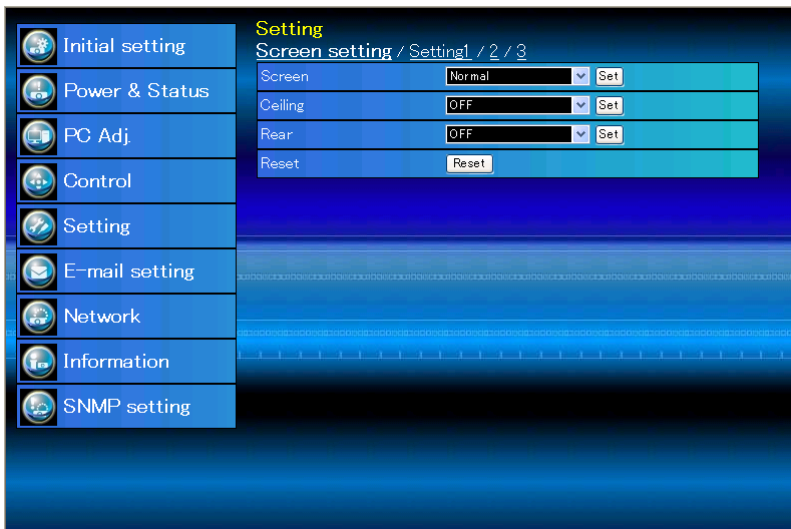 Initial setting
Power & Status
PC Adj.
Control
Setting
E-mail setting
Network
Information
SNMP setting
Setting
Screen setting / Setting1 / 2 / 3
Screen Normal Set
Ceiling OFF Set
Rear OFF Set
Reset Reset